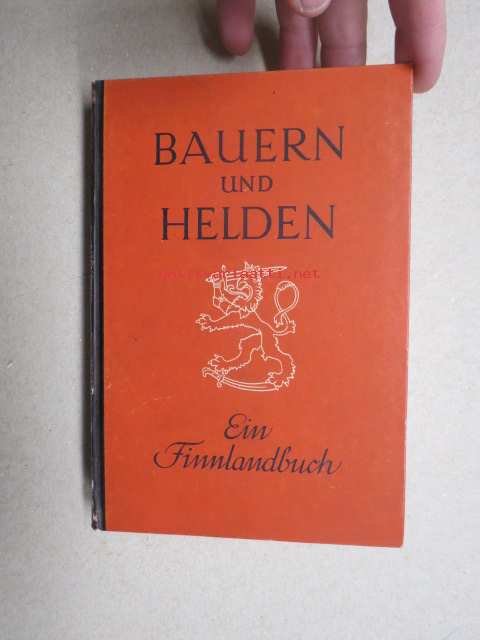 BAUERN
UND
HELDEN
Ein
Finnlandbuch